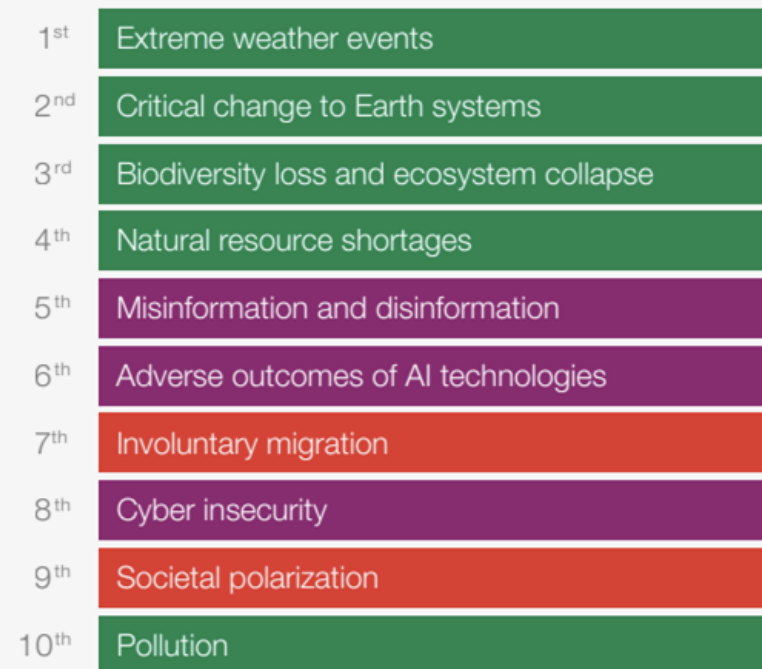 1st Extreme weather events
2nd Critical change to Earth systems
3rd Biodiversity loss and ecosystem collapse
4th Natural resource shortages
5th Misinformation and disinformation
6th Adverse outcomes of AI technologies
7th Involuntary migration
8th Cyber insecurity
9th Societal polarization
10th Pollution